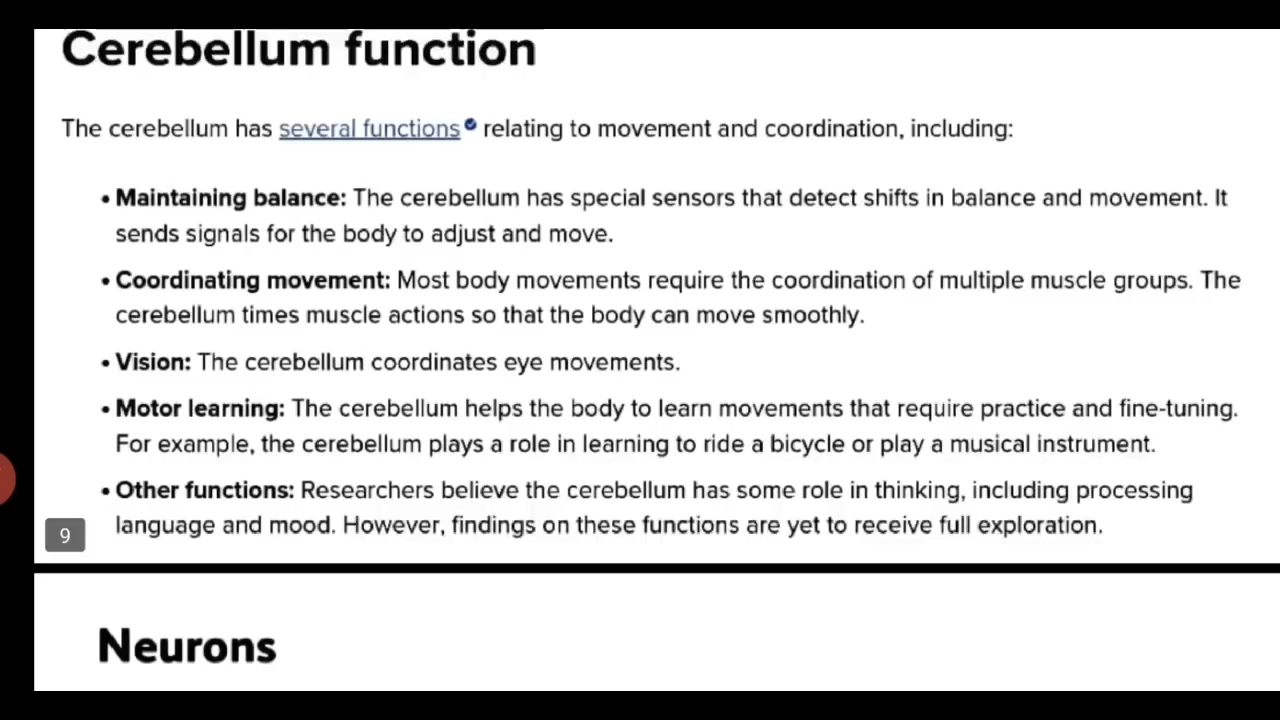 Cerebellum function
The cerebellum has several functions relating to movement and coordination, including:
• Maintaining balance: The cerebellum has special sensors that detect shifts in balance and movement. It
sends signals for the body to adjust and move.
• Coordinating movement: Most body movements require the coordination of multiple muscle groups. The
cerebellum times muscle actions so that the body can move smoothly.
• Vision: The cerebellum coordinates eye movements.
• Motor learning: The cerebellum helps the body to learn movements that require practice and fine-tuning.
For example, the cerebellum plays a role in learning to ride a bicycle or play a musical instrument.
• Other functions: Researchers believe the cerebellum has some role in thinking, including processing
language and mood. However, findings on these functions are yet to receive full exploration.
9
Neurons